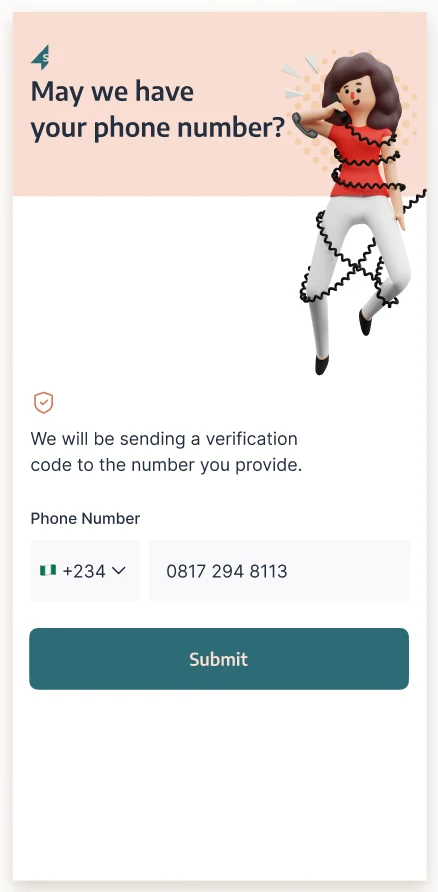 S
May we have
your phone number?
We will be sending a verification
code to the number you provide.
Phone Number
+234
0817 294 8113
Submit